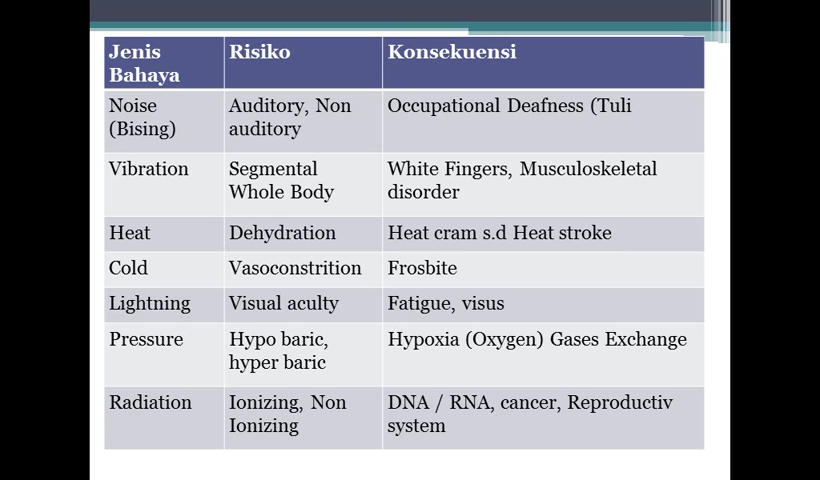 Jenis Bahaya Risiko Konsekuensi
Noise (Bising) Auditory, Non auditory Occupational Deafness (Tuli
Vibration Segmental Whole Body White Fingers, Musculoskeletal disorder
Heat Dehydration Heat cram s.d Heat stroke
Cold Vasoconstrition Frosbite
Lightning Visual aculty Fatigue, visus
Pressure Hypo baric, hyper baric Hypoxia (Oxygen) Gases Exchange
Radiation Ionizing, Non Ionizing DNA / RNA, cancer, Reproductiv system